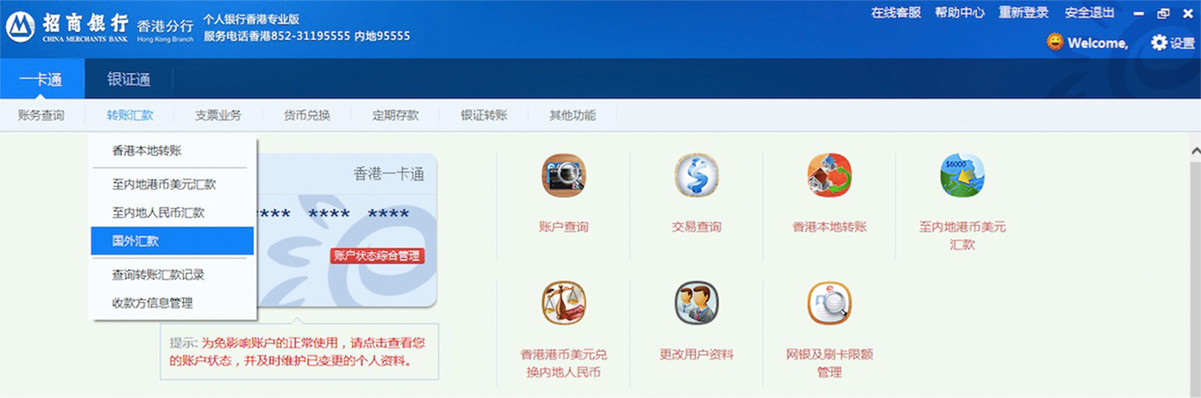 招商银行
CHINA MERCHANTS BANK
香港分行
Hong Kong Branch
个人银行香港专业版
服务电话香港852-31195555 内地95555
在线客服 帮助中心 重新登录 安全退出
Welcome, 设置
一卡通 银证通
账务查询 转账汇款 支票业务 货币兑换 定期存款 银证转账 其他功能
香港本地转账
至内地港币美元汇款
至内地人民币汇款
国外汇款
查询转账汇款记录
收款方信息管理
香港一卡通
**** **** ****
账户状态综合管理
提示: 为免影响账户的正常使用，请点击查看您
的账户状态，并及时维护已变更的个人资料。
账户查询
交易查询
香港本地转账
$6000
至内地港币美元
汇款
香港港币美元兑
换内地人民币
更改用户资料
网银及刷卡限额
管理